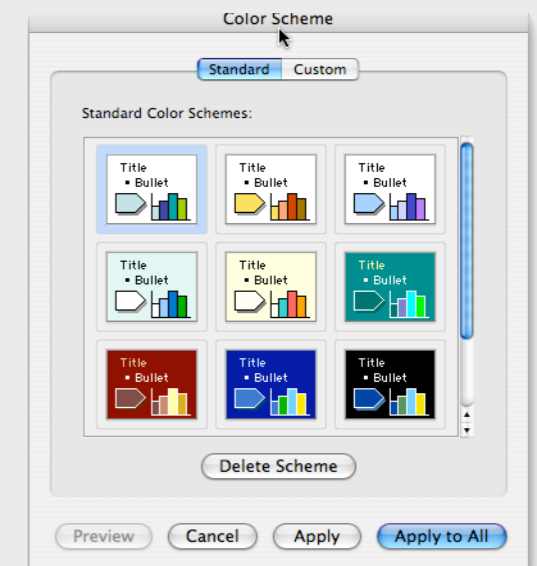 Color Scheme
Standard Custom
Standard Color Schemes:
Title Title Title
▪ Bullet ▪ Bullet ▪ Bullet
Title Title Title
▪ Bullet ▪ Bullet ▪ Bullet
Title Title Title
▪ Bullet ▪ Bullet ▪ Bullet
Delete Scheme
Preview Cancel Apply Apply to All